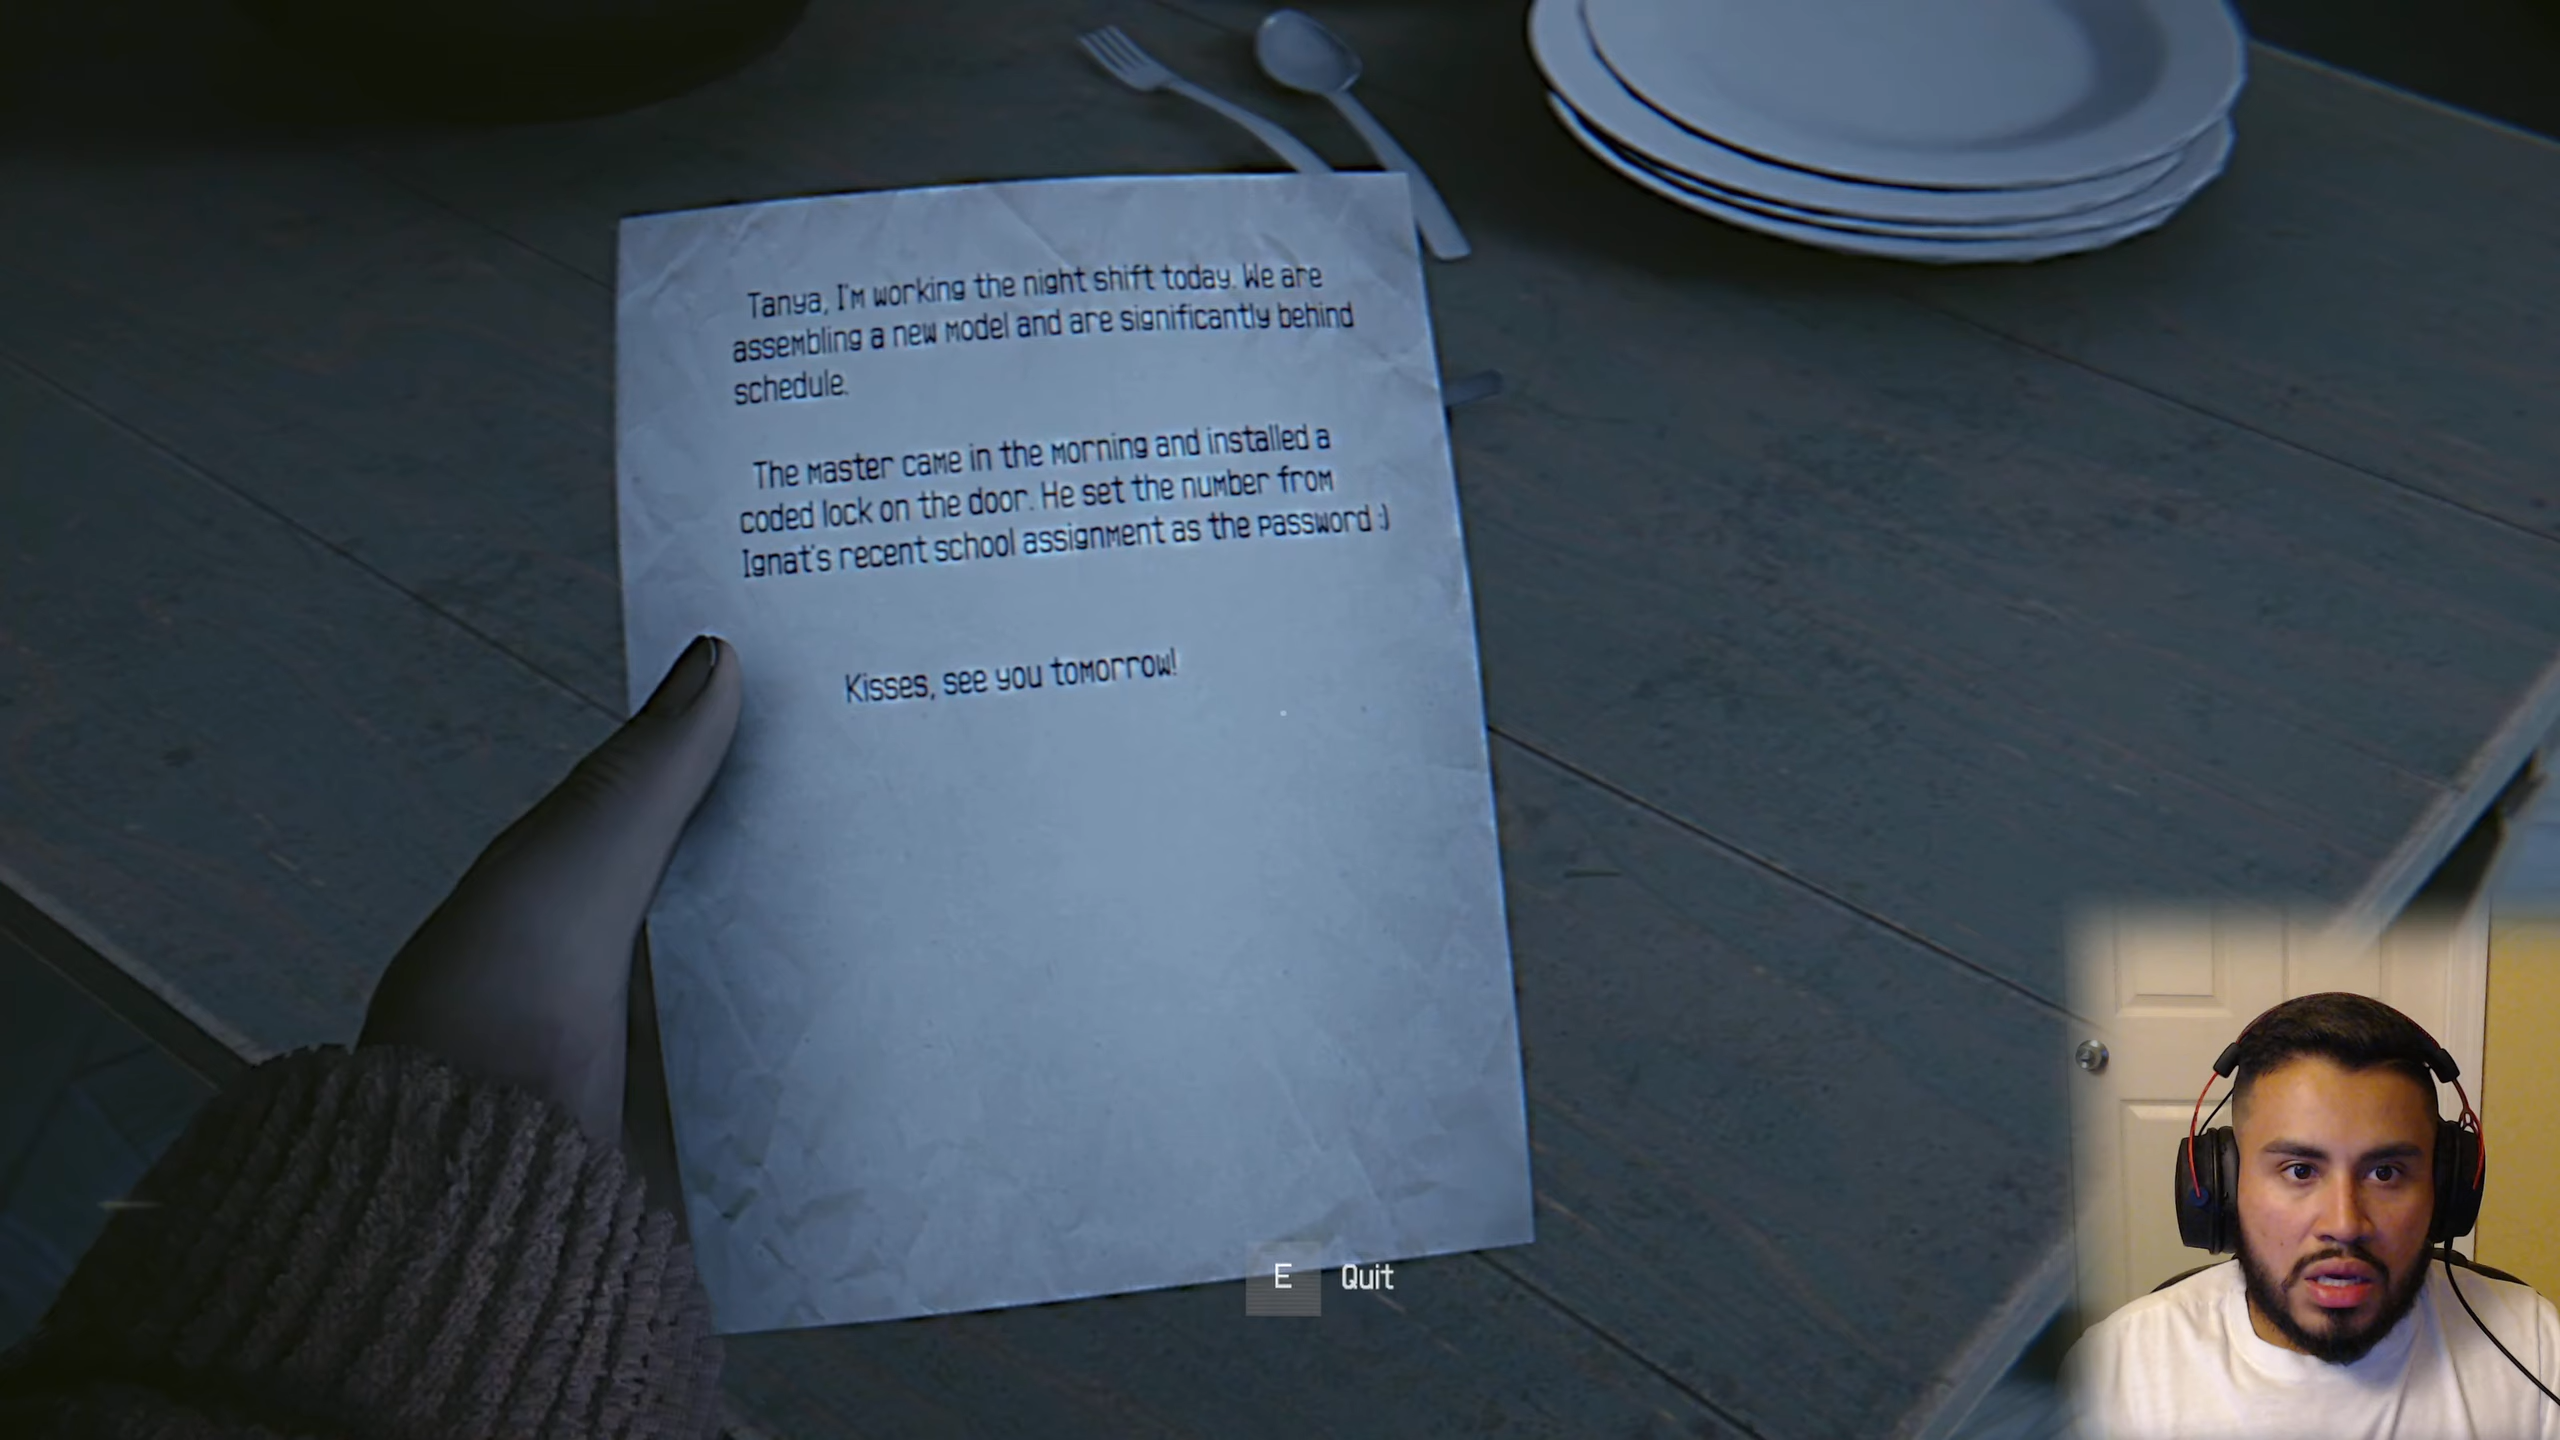 Tanya, I'm working the night shift today. We are
assembling a new model and are significantly behind
schedule.
The master came in the morning and installed a
coded lock on the door. He set the number from
Ignat's recent school assignment as the password :)
Kisses, see you tomorrow!
E Quit